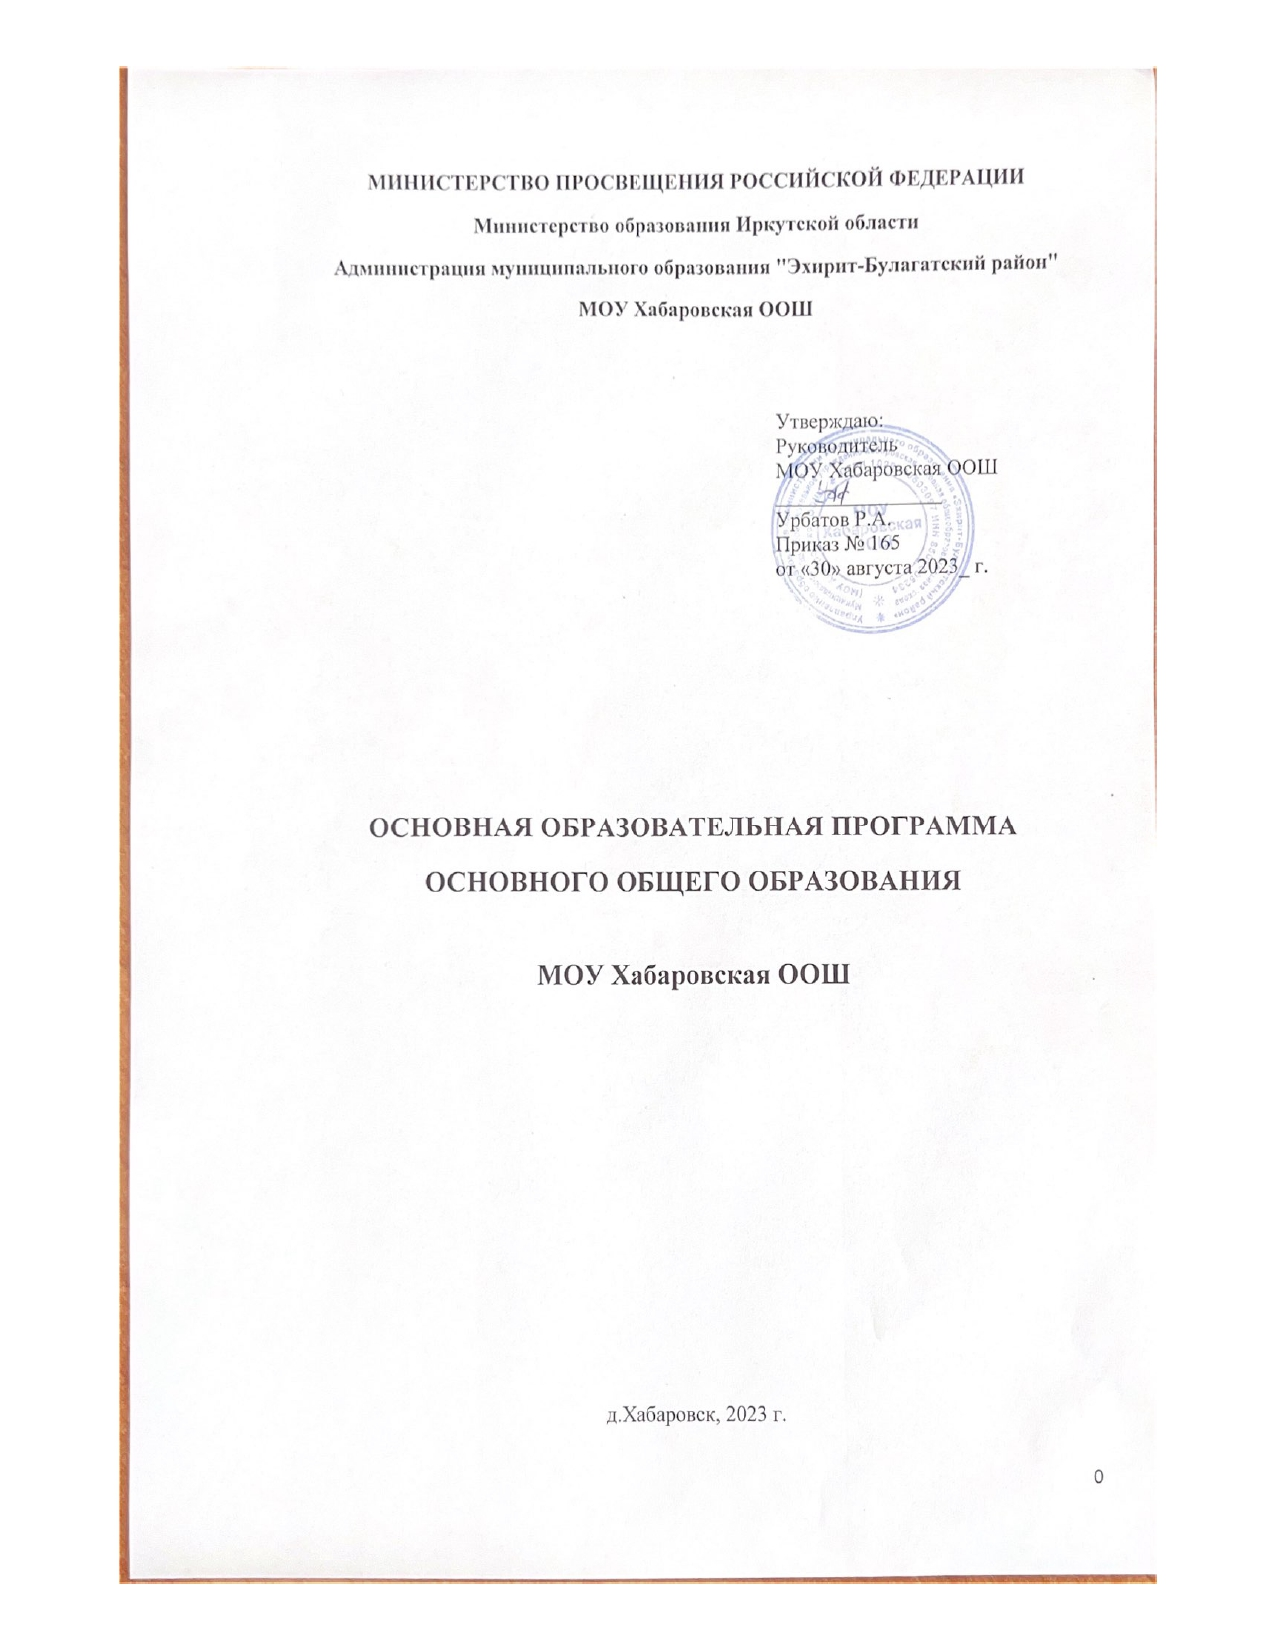 МИНИСТЕРСТВО ПРОСВЕЩЕНИЯ РОССИЙСКОЙ ФЕДЕРАЦИИ
Министерство образования Иркутской области
Администрация муниципального образования "Эхирит-Булагатский район"
МОУ Хабаровская ООШ
Утверждаю:
Руководитель
МОУ Хабаровская ООШ
Урбатов Р.А.
Приказ № 165
от «30» августа 2023_ г.
МОУ
Хабаровская
ОСНОВНАЯ ОБРАЗОВАТЕЛЬНАЯ ПРОГРАММА
ОСНОВНОГО ОБЩЕГО ОБРАЗОВАНИЯ
МОУ Хабаровская ООШ
д.Хабаровск, 2023 г.
0